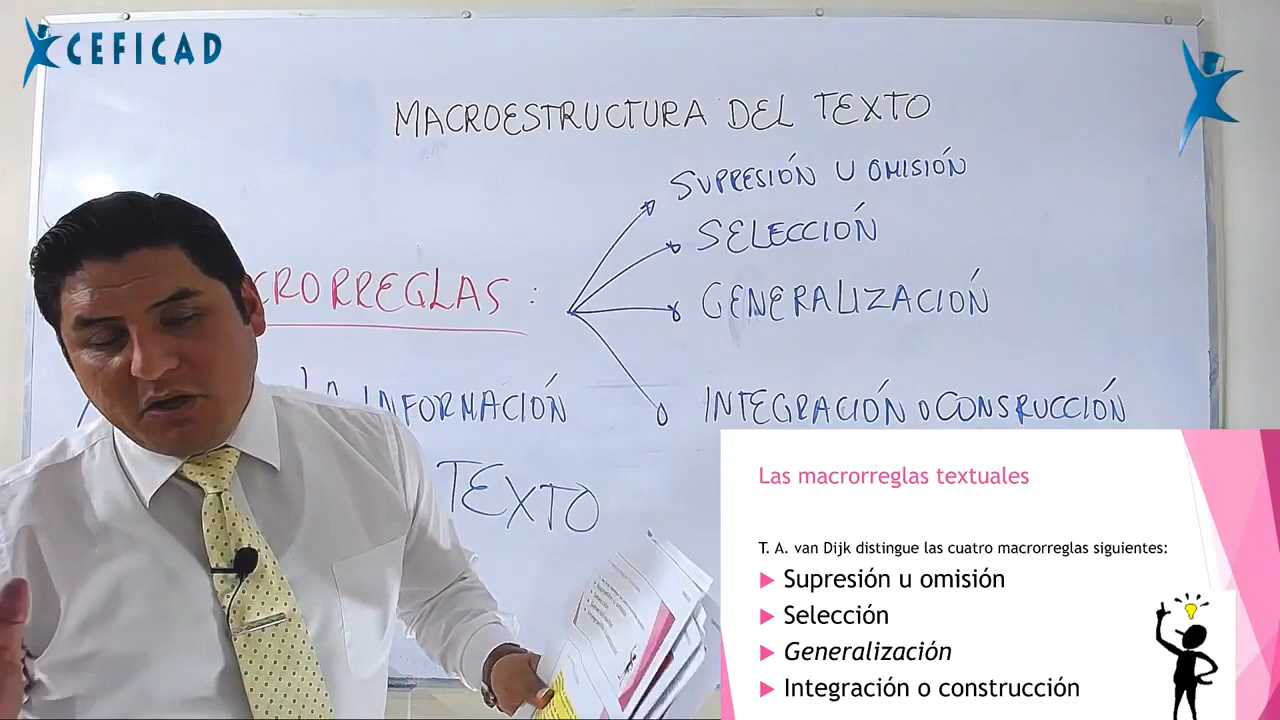 CEFICAD
MACROESTRUCTURA DEL TEXTO
SUPRESIÓN U OMISIÓN
SELECCIÓN
CRORREGLAS :
GENERALIZACIÓN
LA INFORMACIÓN
INTEGRACIÓN O CONSRUCCIÓN
TEXTO
Las macrorreglas textuales
T. A. van Dijk distingue las cuatro macrorreglas siguientes:
Supresión u omisión
Selección
Generalización
Integración o construcción